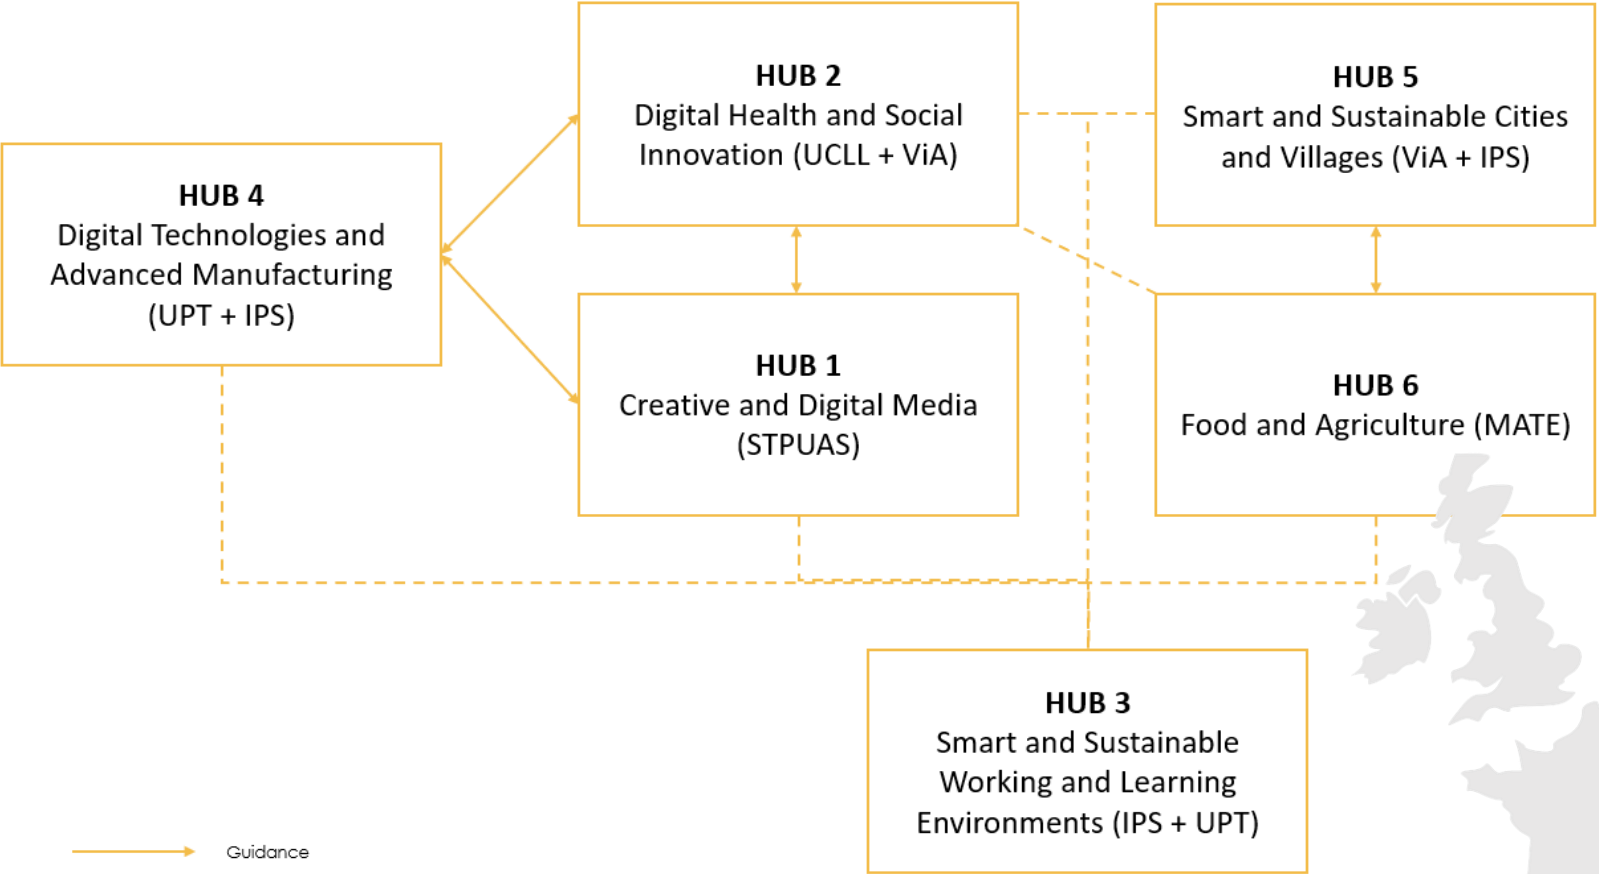 HUB 2
Digital Health and Social
Innovation (UCLL + ViA)
HUB 5
Smart and Sustainable Cities
and Villages (ViA + IPS)
HUB 4
Digital Technologies and
Advanced Manufacturing
(UPT + IPS)
HUB 1
Creative and Digital Media
(STPUAS)
HUB 6
Food and Agriculture (MATE)
HUB 3
Smart and Sustainable
Working and Learning
Environments (IPS + UPT)
Guidance